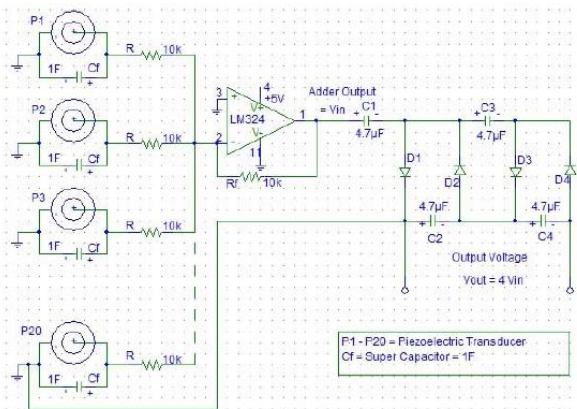 P1
R 10k
1F Cf
- +
P2
R 10k
1F Cf
- +
P3
R 10k
1F Cf
- +
P20
R 10k
1F Cf
- +
3 + V+ 4 +5V
LM324 1
2 - V- 11
Rf 10k
Adder Output
= Vin
+ C1 -
4.7µF
C3
+ -
4.7µF
D1
D2
D3
D4
4.7µF
+ -
C2
4.7µF
+ -
C4
Output Voltage
Vout = 4 Vin
P1 - P20 = Piezoelectric Transducer
Cf = Super Capacitor = 1F